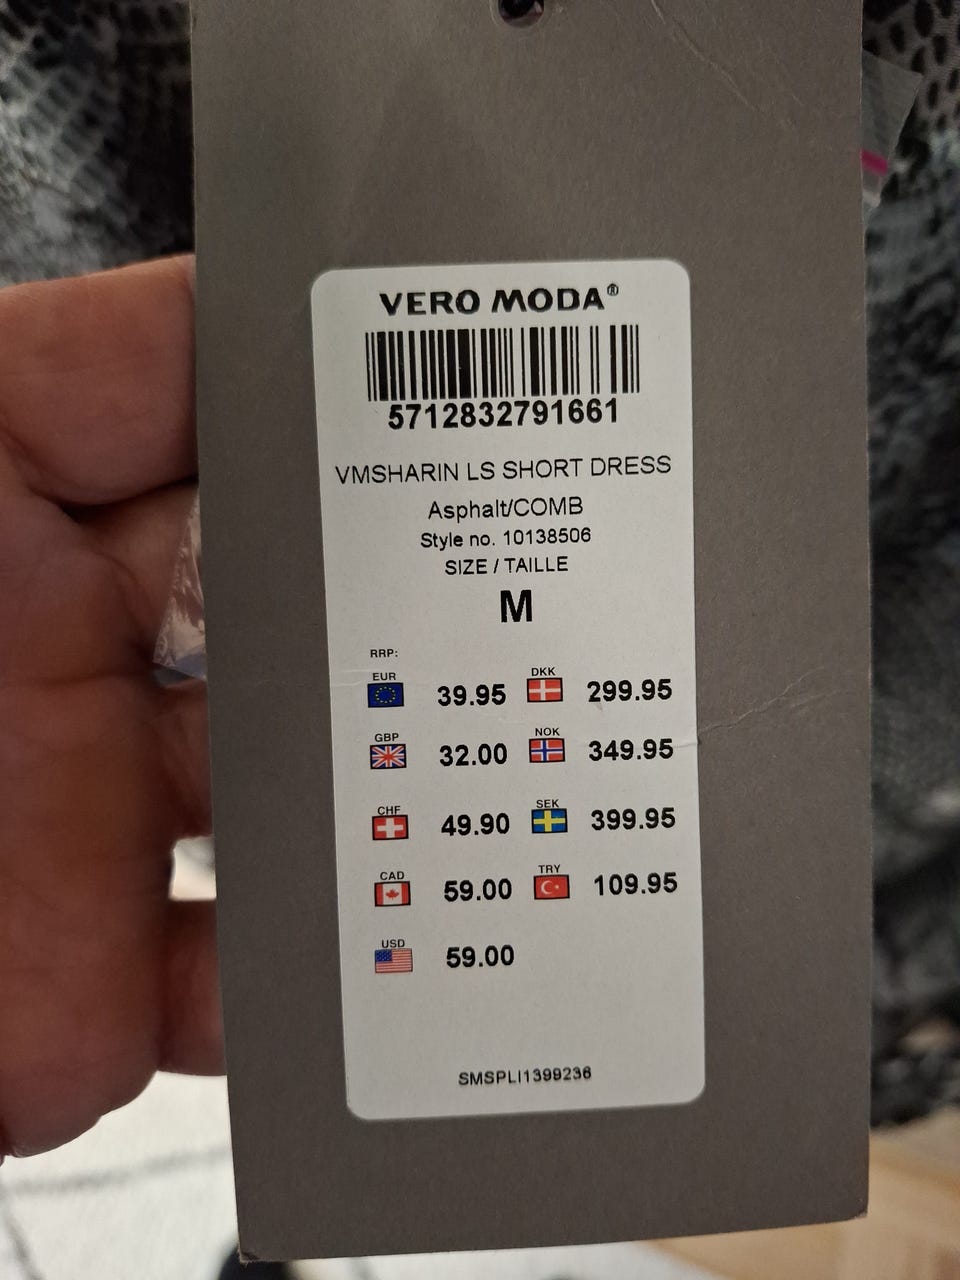 VERO MODA®
5712832791661
VMSHARIN LS SHORT DRESS
Asphalt/COMB
Style no. 10138506
SIZE / TAILLE
M
RRP:
EUR 39.95 DKK 299.95
GBP 32.00 NOK 349.95
CHF 49.90 SEK 399.95
CAD 59.00 TRY 109.95
USD 59.00
SMSPLI1399236